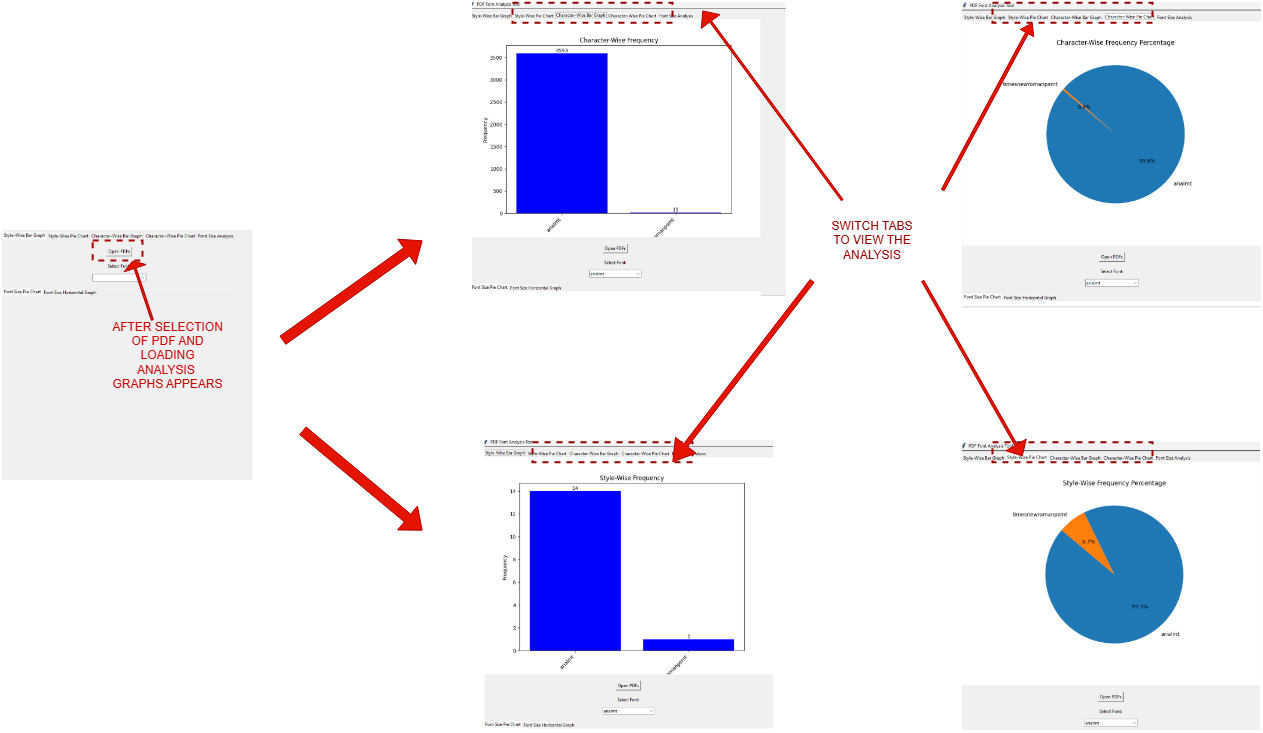 PDF Font Analysis Tool
Style-Wise Bar Graph Style-Wise Pie Chart Character-Wise Bar Graph Character-Wise Pie Chart Font Size Analysis
Character-Wise Frequency
3593
3500
3000
2500
2000
1500
1000
500
0
Frequency
15
arialmt
Open PDFs
Select Font:
arialmt
Font Size Pie Chart Font Size Horizontal Graph
PDF Font Analysis Tool
Style-Wise Bar Graph Style-Wise Pie Chart Character-Wise Bar Graph Character-Wise Pie Chart Font Size Analysis
Character-Wise Frequency Percentage
timesnewromanpsmt
0.4%
99.6%
arialmt
Open PDFs
Select Font:
arialmt
Font Size Pie Chart Font Size Horizontal Graph
SWITCH TABS
TO VIEW THE
ANALYSIS
Style-Wise Bar Graph Style-Wise Pie Chart Character-Wise Bar Graph Character-Wise Pie Chart Font Size Analysis
Open PDFs
Select Font:
Font Size Pie Chart Font Size Horizontal Graph
AFTER SELECTION
OF PDF AND
LOADING
ANALYSIS
GRAPHS APPEARS
PDF Font Analysis Tool
Style-Wise Bar Graph Style-Wise Pie Chart Character-Wise Bar Graph Character-Wise Pie Chart Analysis
Style-Wise Frequency
14
14
12
10
8
6
4
2
0
Frequency
1
arialmt
Open PDFs
Select Font:
arialmt
Font Size Pie Chart Font Size Horizontal Graph
PDF Font Analysis Tool
Style-Wise Bar Graph Style-Wise Pie Chart Character-Wise Bar Graph Character-Wise Pie Chart Font Size Analysis
Style-Wise Frequency Percentage
timesnewromanpsmt
6.7%
93.3%
arialmt
Open PDFs
Select Font:
arialmt